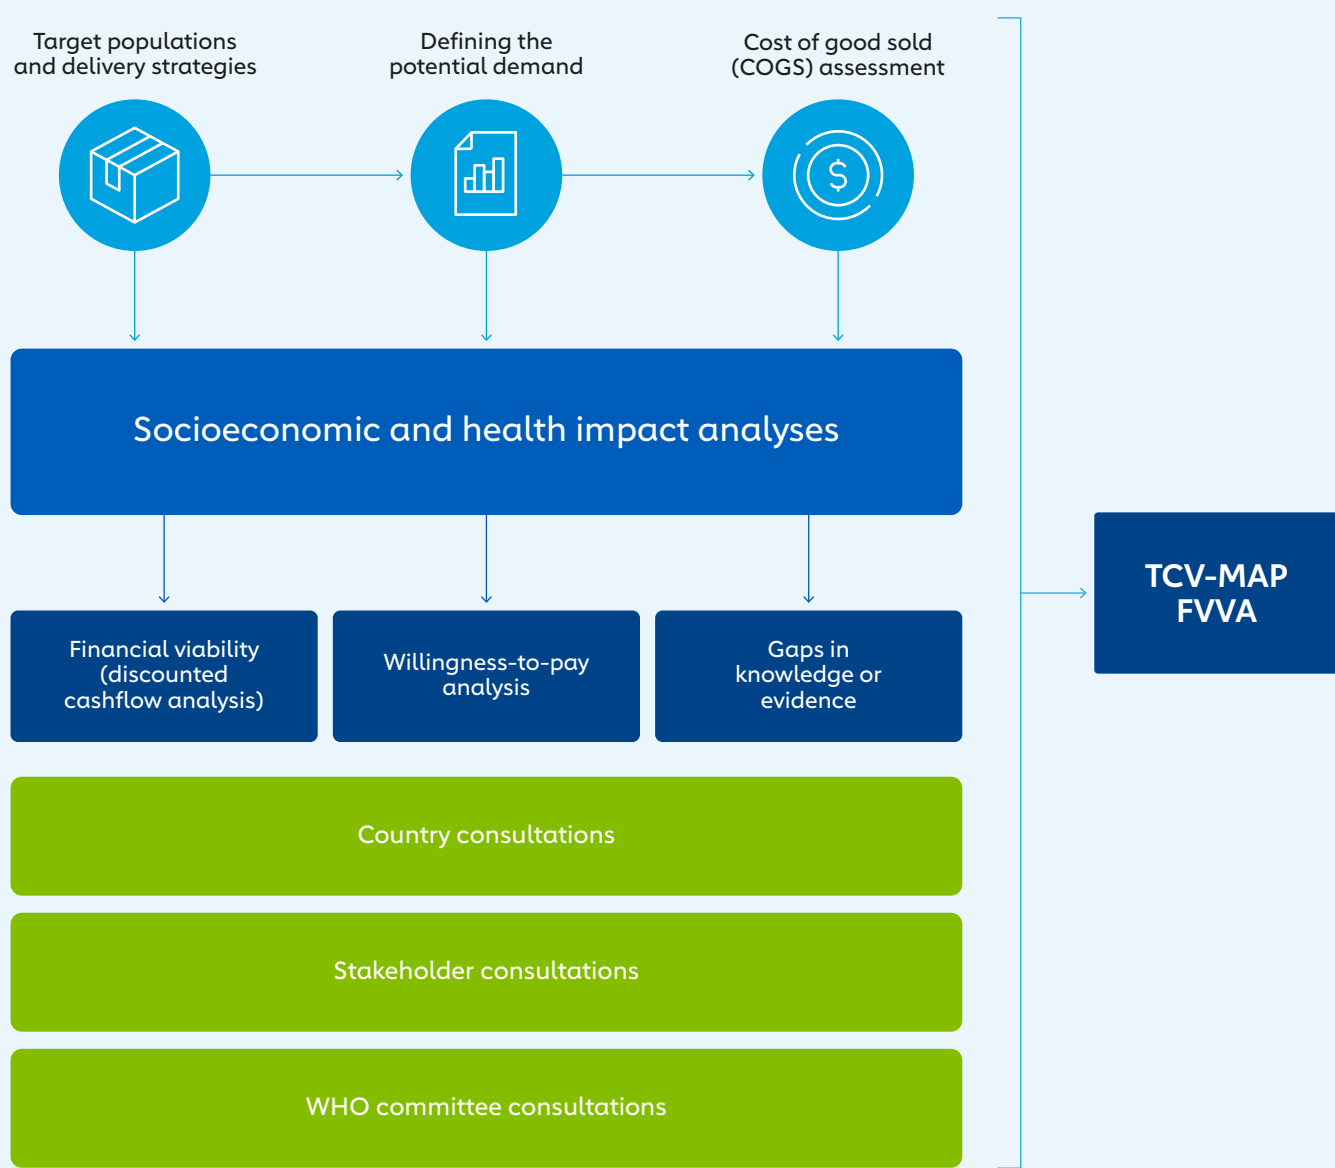 Target populations
and delivery strategies
Defining the
potential demand
Cost of good sold
(COGS) assessment
$
Socioeconomic and health impact analyses
Financial viability
(discounted
cashflow analysis)
Willingness-to-pay
analysis
Gaps in
knowledge or
evidence
TCV-MAP
FVVA
Country consultations
Stakeholder consultations
WHO committee consultations